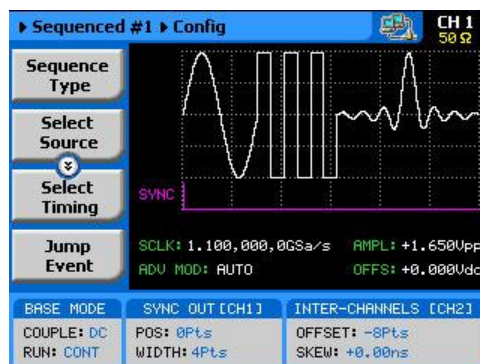 Sequenced #1 Config
CH 1
50 Ω
Sequence
Type
Select
Source
Select
Timing
Jump
Event
SYNC
SCLK: 1.100,000,0GSa/s AMPL: +1.650Vpp
ADV MOD: AUTO OFFS: +0.000Vdc
BASE MODE SYNC OUT [CH1] INTER-CHANNELS [CH2]
COUPLE: DC POS: 0Pts OFFSET: -8Pts
RUN: CONT WIDTH: 4Pts SKEW: +0.00ns